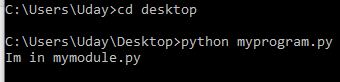 C:\Users\Uday>cd desktop
C:\Users\Uday\Desktop>python myprogram.py
Im in mymodule.py